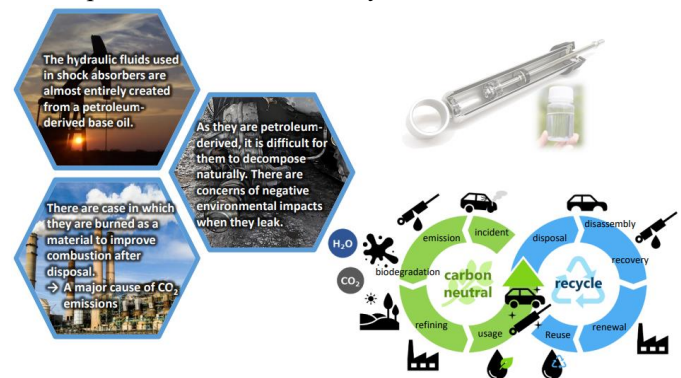 The hydraulic fluids used
in shock absorbers are
almost entirely created
from a petroleum-
derived base oil.
As they are petroleum-
derived, it is difficult for
them to decompose
naturally. There are
concerns of negative
environmental impacts
when they leak.
There are case in which
they are burned as a
material to improve
combustion after
disposal.
→ A major cause of CO₂
emissions
H₂O
CO₂
emission
incident
biodegradation
carbon
neutral
refining
usage
disposal
disassembly
recovery
recycle
renewal
Reuse